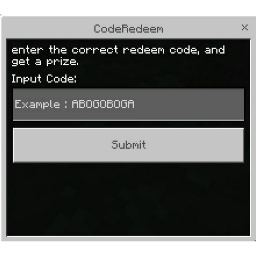 CodeRedeem ×
enter the correct redeem code, and
get a prize.
Input Code:
Example : ABOGOBOGA
Submit